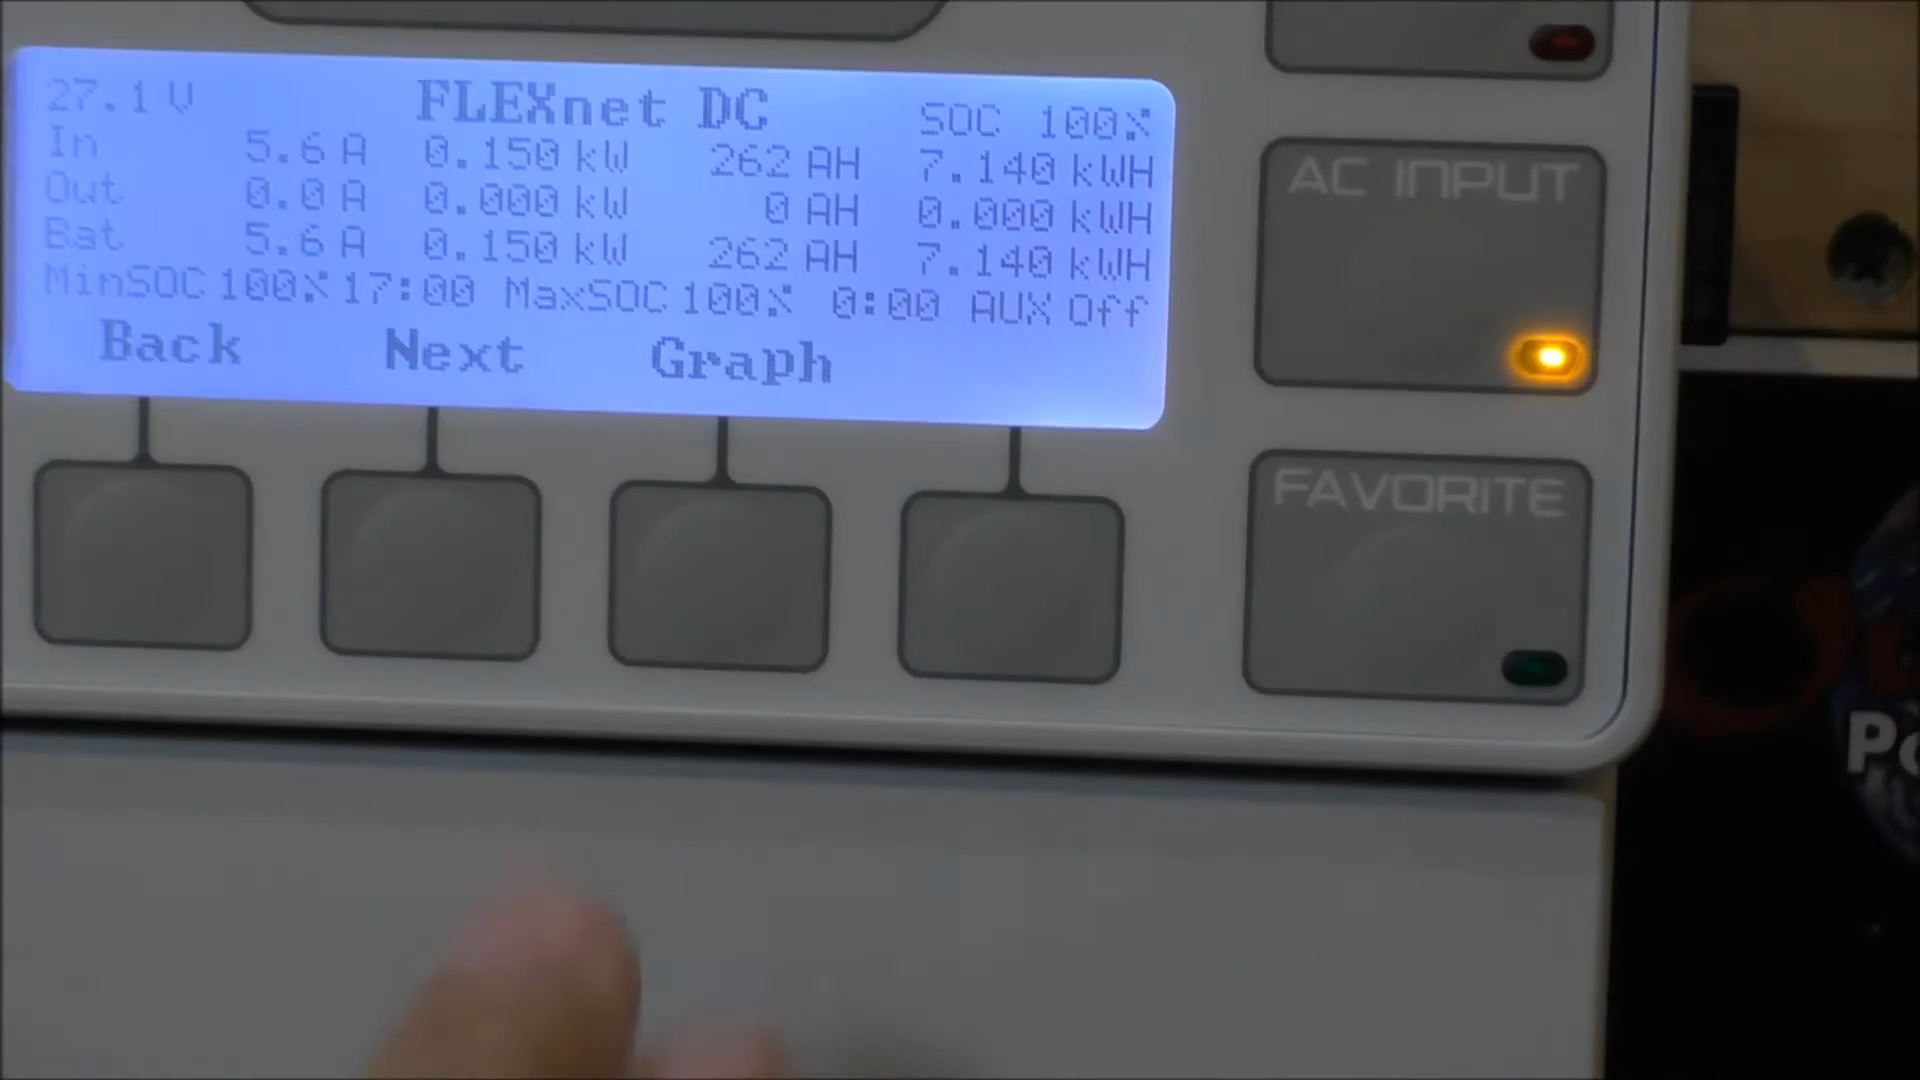 27.1 V FLEXnet DC SOC 100%
In 5.6 A 0.150 kW 262 AH 7.140 kWH
Out 0.0 A 0.000 kW 0 AH 0.000 kWH
Bat 5.6 A 0.150 kW 262 AH 7.140 kWH
MinSOC 100% 17:00 MaxSOC 100% 0:00 AUX Off
Back Next Graph
AC INPUT
FAVORITE